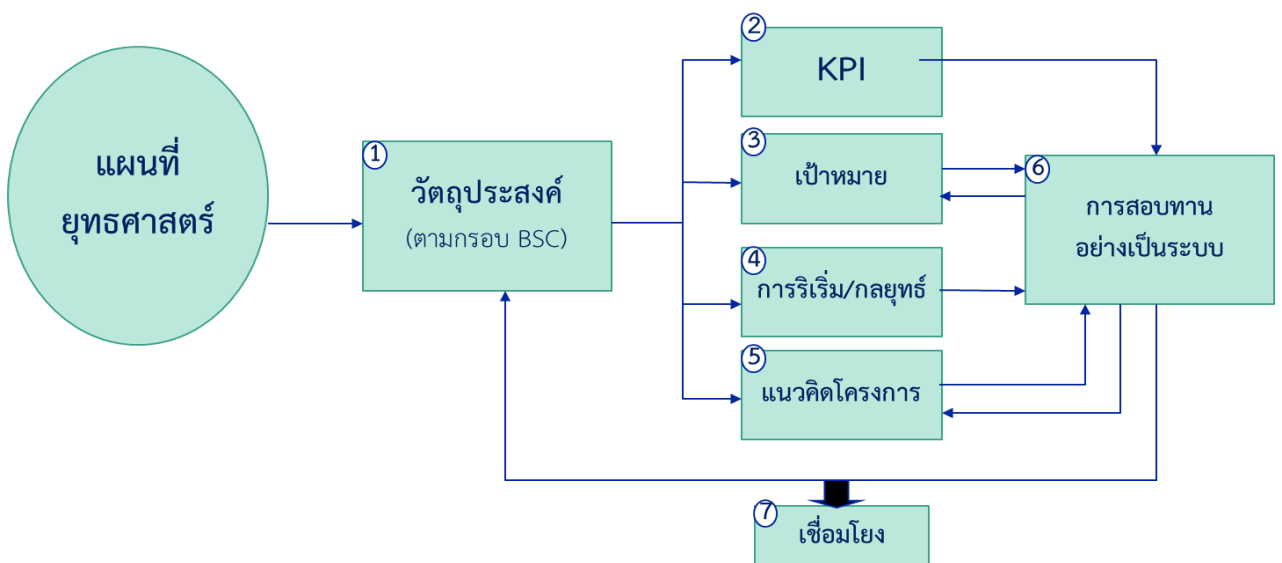 แผนที่
ยุทธศาสตร์
1
วัตถุประสงค์
(ตามกรอบ BSC)
2
KPI
3
เป้าหมาย
4
การริเริ่ม/กลยุทธ์
5
แนวคิดโครงการ
6
การสอบทาน
อย่างเป็นระบบ
7
เชื่อมโยง